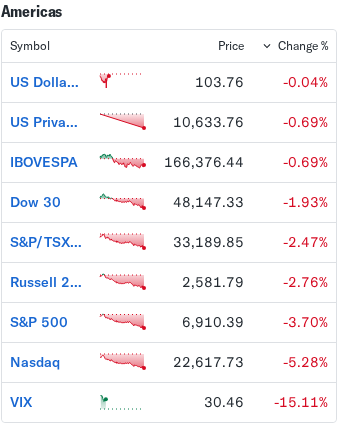 Americas
Symbol Price Change %
US Dolla... 103.76 -0.04%
US Priva... 10,633.76 -0.69%
IBOVESPA 166,376.44 -0.69%
Dow 30 48,147.33 -1.93%
S&P/TSX... 33,189.85 -2.47%
Russell 2... 2,581.79 -2.76%
S&P 500 6,910.39 -3.70%
Nasdaq 22,617.73 -5.28%
VIX 30.46 -15.11%